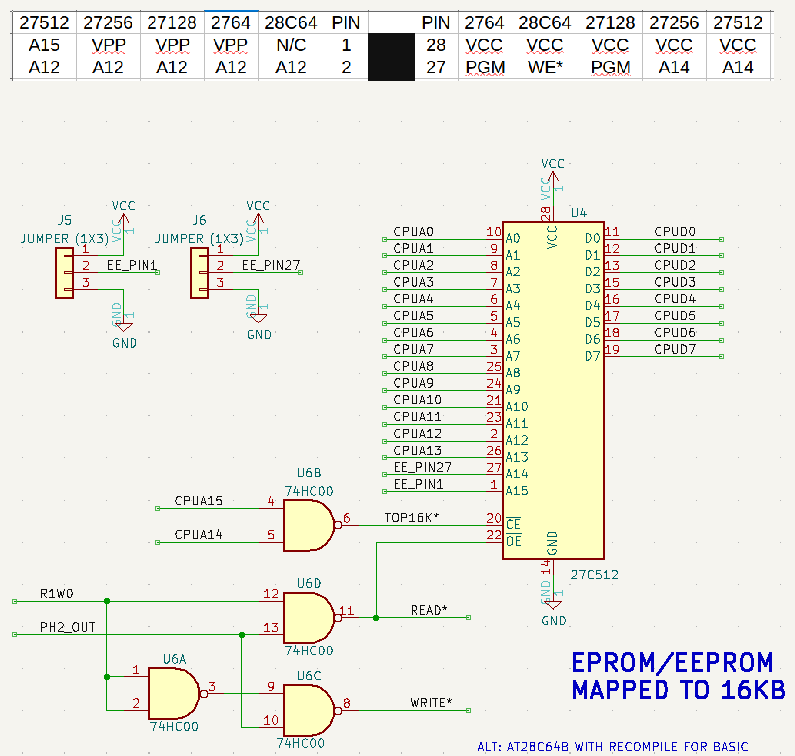 27512 27256 27128 2764 28C64 PIN PIN 2764 28C64 27128 27256 27512
A15 VPP VPP VPP N/C 1 28 VCC VCC VCC VCC VCC
A12 A12 A12 A12 A12 2 27 PGM WE* PGM A14 A14
VCC
VCC 1
J5
JUMPER (1X3)
1
2 EE_PIN1
3
GND 1
GND
VCC
VCC 1
J6
JUMPER (1X3)
1
2 EE_PIN27
3
GND 1
GND
VCC
VCC 1
28
U4
VCC
CPUA0 10 A0 D0 11 CPUD0
CPUA1 9 A1 D1 12 CPUD1
CPUA2 8 A2 D2 13 CPUD2
CPUA3 7 A3 D3 15 CPUD3
CPUA4 6 A4 D4 16 CPUD4
CPUA5 5 A5 D5 17 CPUD5
CPUA6 4 A6 D6 18 CPUD6
CPUA7 3 A7 D7 19 CPUD7
CPUA8 25 A8
CPUA9 24 A9
CPUA10 21 A10
CPUA11 23 A11
CPUA12 2 A12
CPUA13 26 A13
EE_PIN27 27 A14
EE_PIN1 1 A15
U6B
74HC00
CPUA15 4
6 TOP16K* 20 CE
CPUA14 5
22 OE
GND
14
27C512
GND 1
GND
U6D
R1W0 12
11 READ*
PH2_OUT 13
74HC00
U6A
1
3
2
74HC00
U6C
9
8 WRITE*
10
74HC00
EPROM/EEPROM
MAPPED TO 16KB
ALT: AT28C64B WITH RECOMPILE FOR BASIC